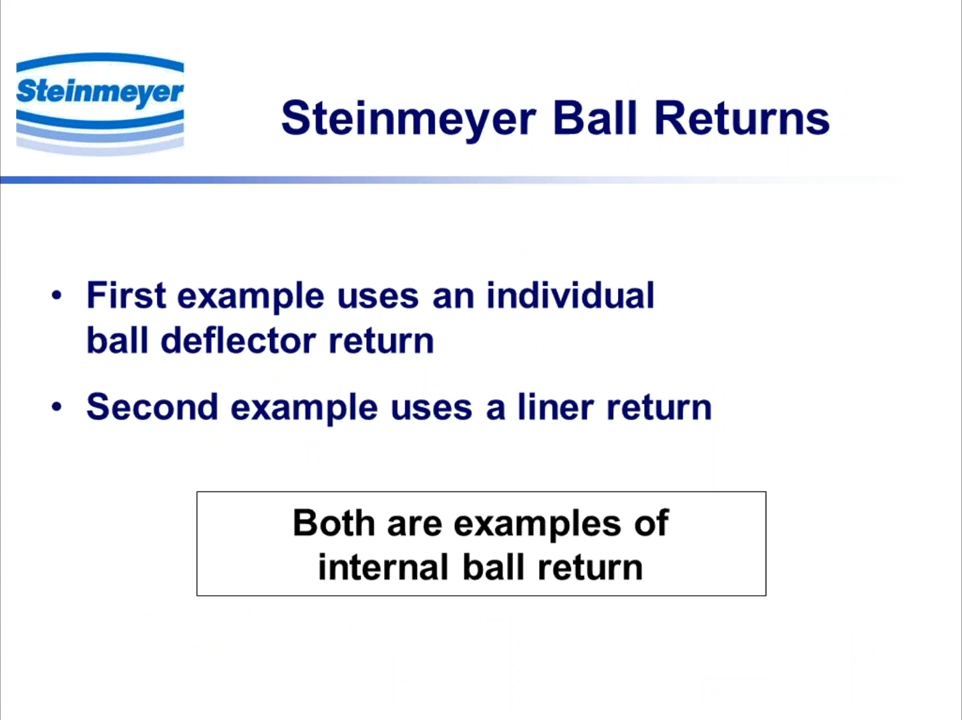 Steinmeyer
Steinmeyer Ball Returns
• First example uses an individual
ball deflector return
• Second example uses a liner return
Both are examples of
internal ball return